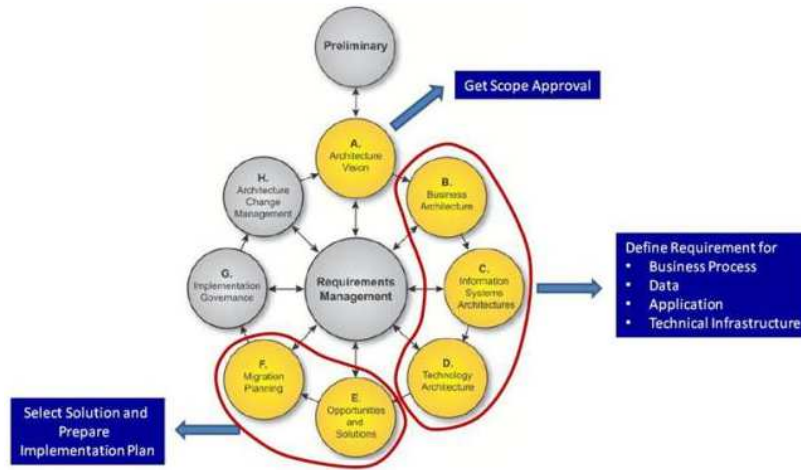 Preliminary
Get Scope Approval
A.
Architecture
Vision
H.
Architecture
Change
Management
B.
Business
Architecture
G.
Implementation
Governance
Requirements
Management
C.
Information
Systems
Architectures
Define Requirement for
• Business Process
• Data
• Application
• Technical Infrastructure
F.
Migration
Planning
D.
Technology
Architecture
E.
Opportunities
and
Solutions
Select Solution and
Prepare
Implementation Plan